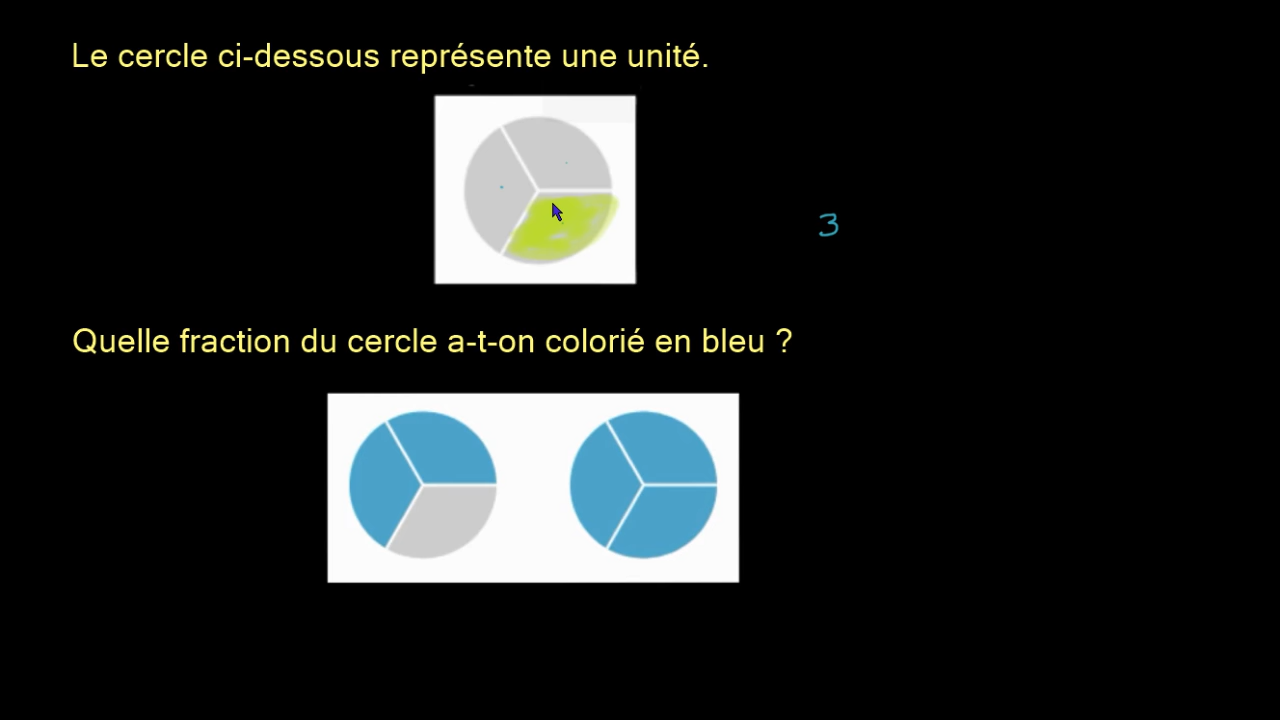 Le cercle ci-dessous représente une unité.
3
Quelle fraction du cercle a-t-on colorié en bleu ?